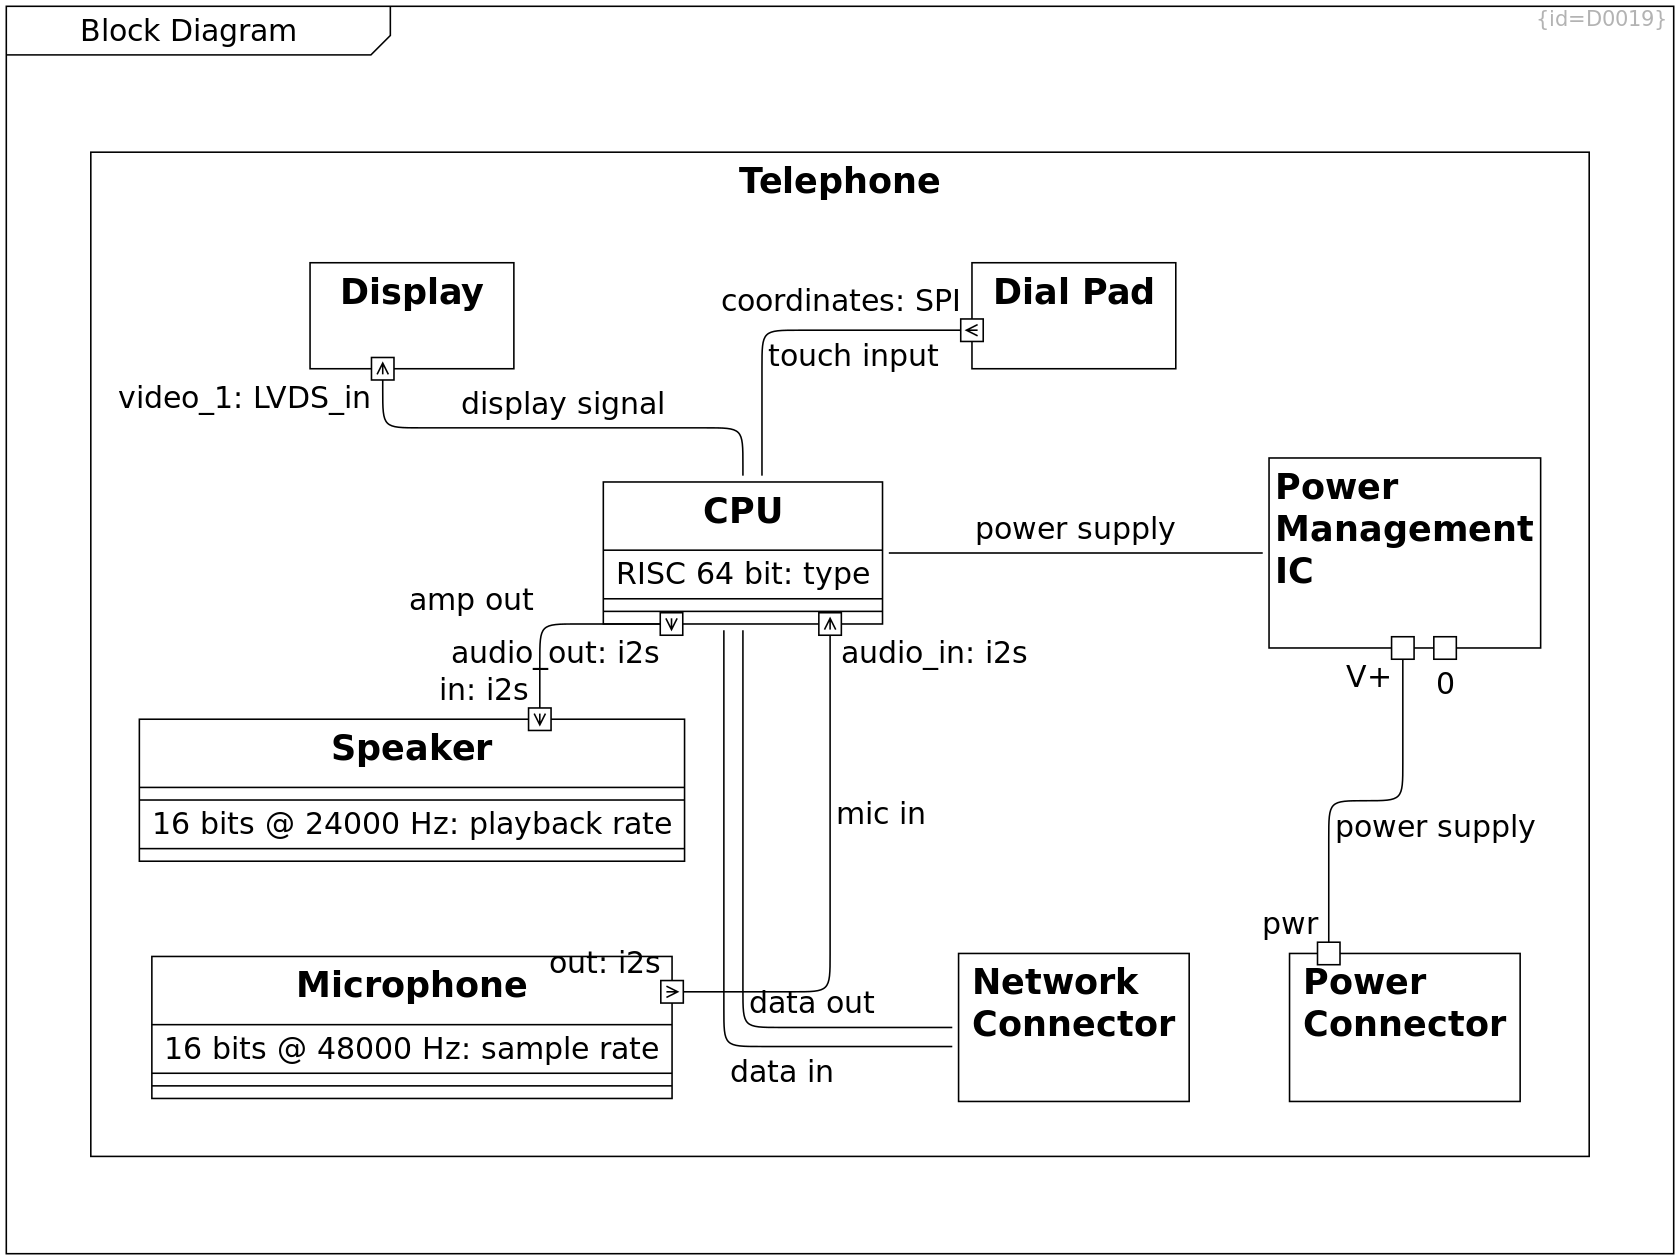 Block Diagram
{id=D0019}
Telephone
Display
Dial Pad
coordinates: SPI
touch input
video_1: LVDS_in
display signal
CPU
RISC 64 bit: type
power supply
Power
Management
IC
amp out
audio_out: i2s
audio_in: i2s
in: i2s
V+
0
Speaker
16 bits @ 24000 Hz: playback rate
mic in
power supply
pwr
out: i2s
Microphone
16 bits @ 48000 Hz: sample rate
data out
data in
Network
Connector
Power
Connector